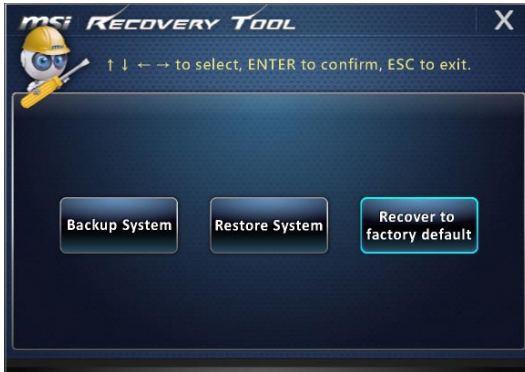 msi RECOVERY TOOL X
↑ ↓ ← → to select, ENTER to confirm, ESC to exit.
Backup System
Restore System
Recover to
factory default